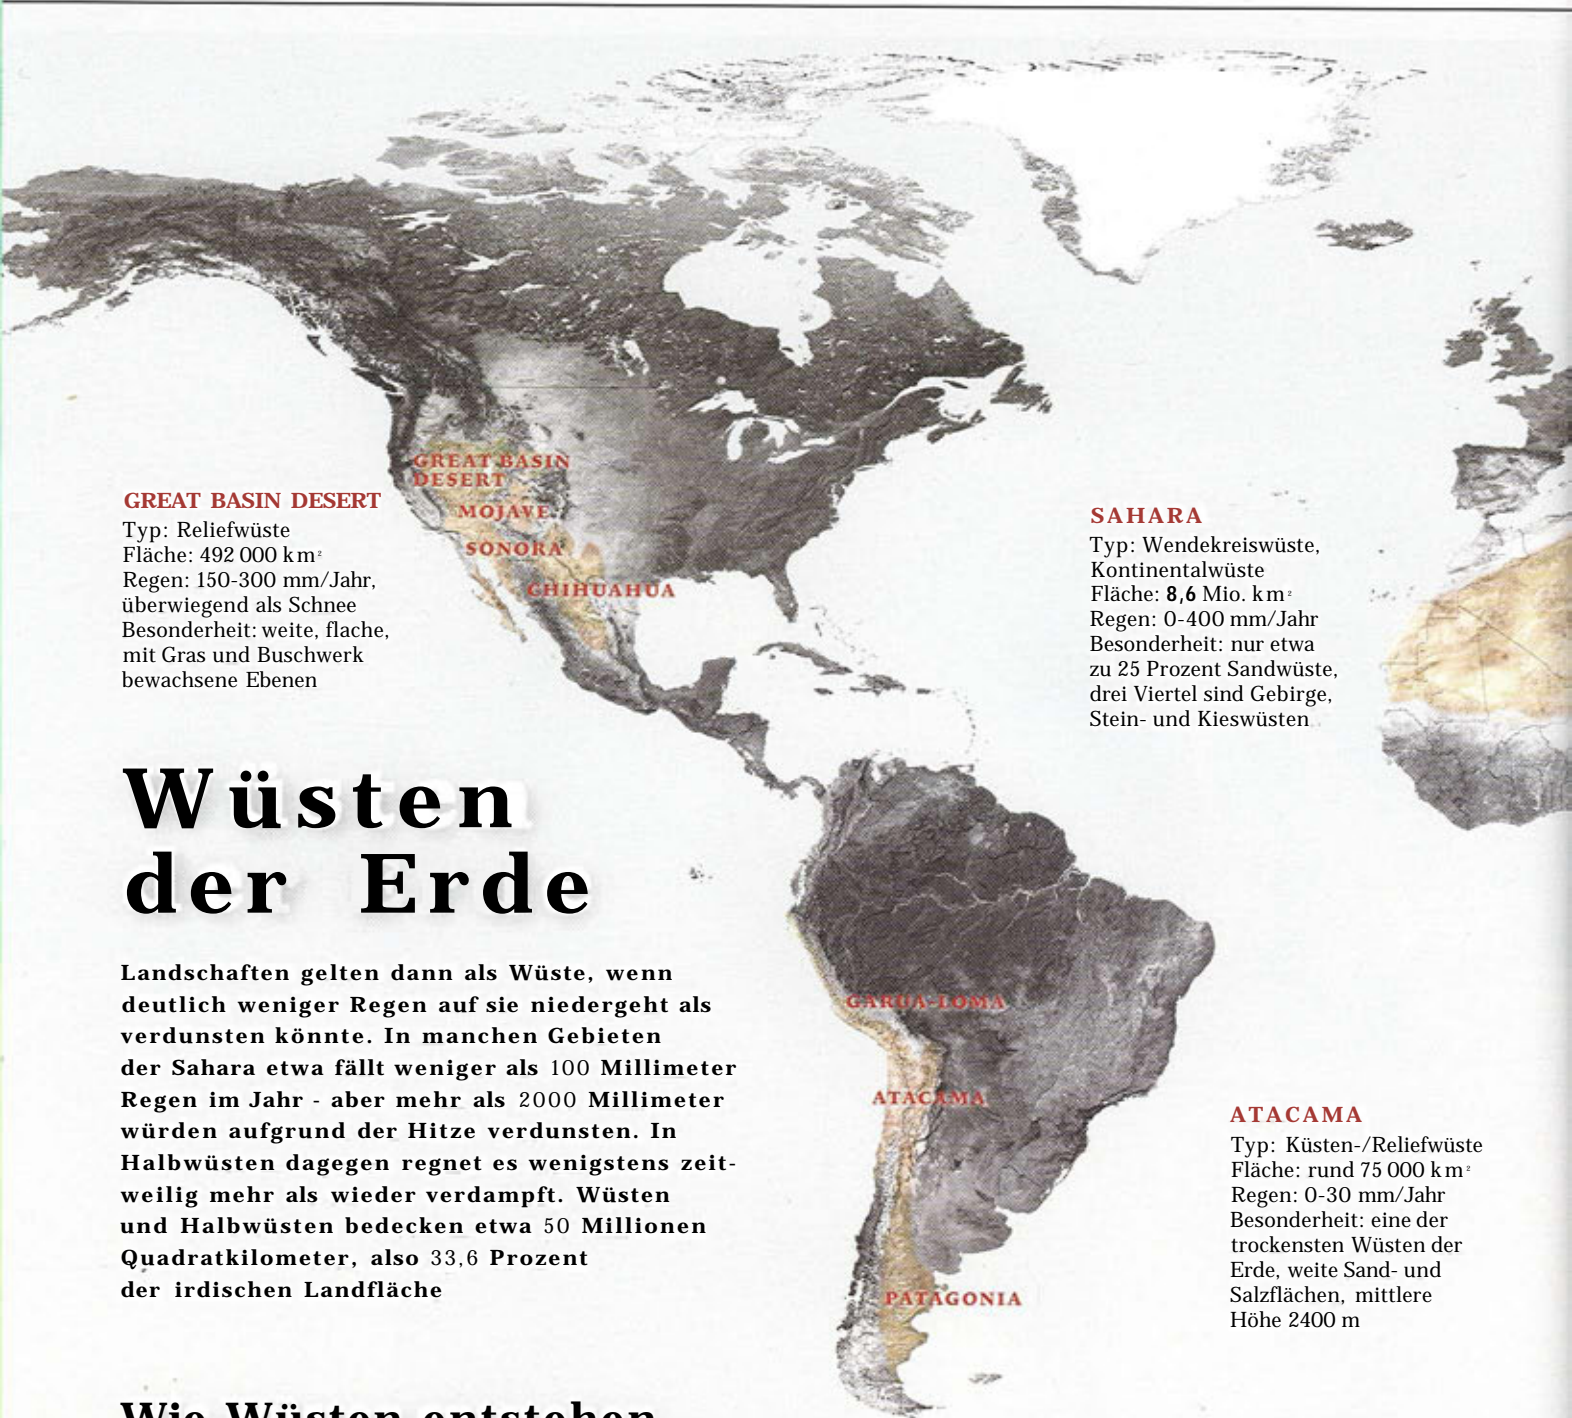 GREAT BASIN
DESERT
MOJAVE
SONORA
CHIHUAHUA
GREAT BASIN DESERT
Typ: Reliefwüste
Fläche: 492 000 km²
Regen: 150-300 mm/Jahr,
überwiegend als Schnee
Besonderheit: weite, flache,
mit Gras und Buschwerk
bewachsene Ebenen
SAHARA
Typ: Wendekreiswüste,
Kontinentalwüste
Fläche: 8,6 Mio. km²
Regen: 0-400 mm/Jahr
Besonderheit: nur etwa
zu 25 Prozent Sandwüste,
drei Viertel sind Gebirge,
Stein- und Kieswüsten
Wüsten
der Erde
Landschaften gelten dann als Wüste, wenn
deutlich weniger Regen auf sie niedergeht als
verdunsten könnte. In manchen Gebieten
der Sahara etwa fällt weniger als 100 Millimeter
Regen im Jahr - aber mehr als 2000 Millimeter
würden aufgrund der Hitze verdunsten. In
Halbwüsten dagegen regnet es wenigstens zeit-
weilig mehr als wieder verdampft. Wüsten
und Halbwüsten bedecken etwa 50 Millionen
Quadratkilometer, also 33,6 Prozent
der irdischen Landfläche
GARUA-LOMA
ATACAMA
PATAGONIA
ATACAMA
Typ: Küsten-/Reliefwüste
Fläche: rund 75 000 km²
Regen: 0-30 mm/Jahr
Besonderheit: eine der
trockensten Wüsten der
Erde, weite Sand- und
Salzflächen, mittlere
Höhe 2400 m
Wie Wüsten entstehen